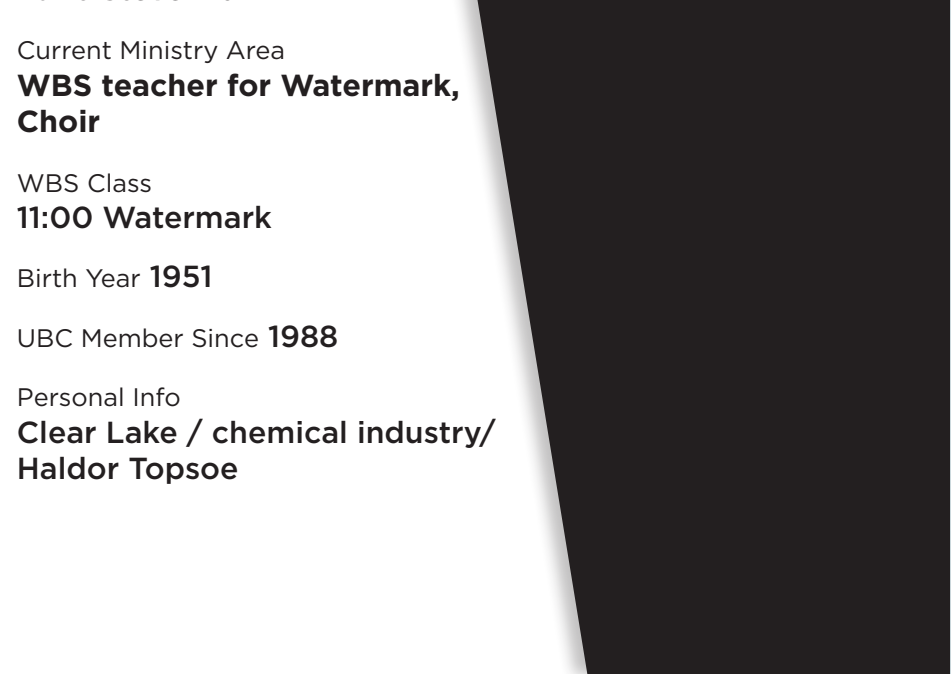 Current Ministry Area
WBS teacher for Watermark,
Choir
WBS Class
11:00 Watermark
Birth Year 1951
UBC Member Since 1988
Personal Info
Clear Lake / chemical industry/
Haldor Topsoe